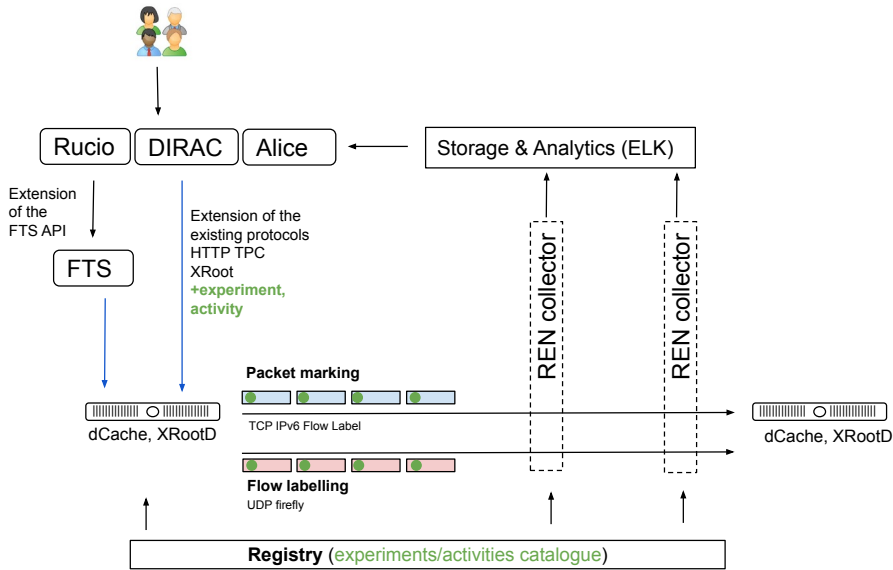 Rucio
DIRAC
Alice
Storage & Analytics (ELK)
Extension
of the
FTS API
Extension of the
existing protocols
HTTP TPC
XRoot
+experiment,
activity
FTS
REN collector
REN collector
Packet marking
TCP IPv6 Flow Label
dCache, XRootD
dCache, XRootD
Flow labelling
UDP firefly
Registry (experiments/activities catalogue)